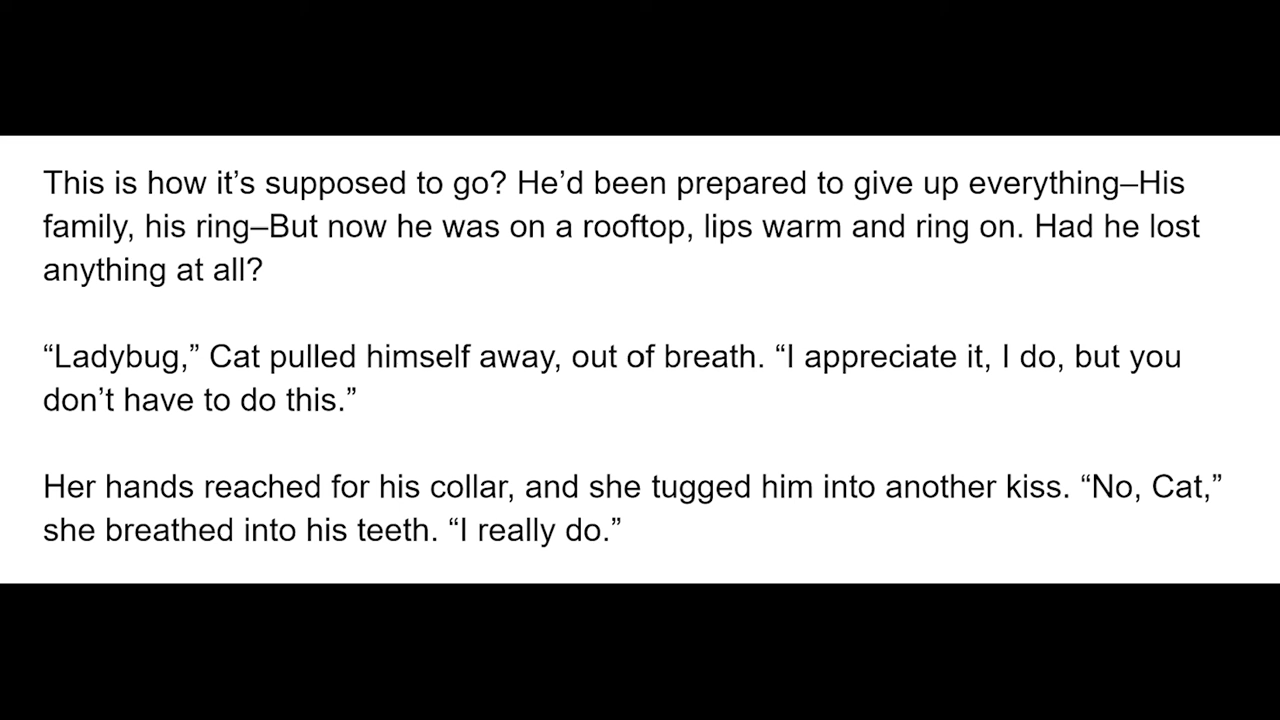 This is how it’s supposed to go? He’d been prepared to give up everything–His
family, his ring–But now he was on a rooftop, lips warm and ring on. Had he lost
anything at all?
“Ladybug,” Cat pulled himself away, out of breath. “I appreciate it, I do, but you
don’t have to do this.”
Her hands reached for his collar, and she tugged him into another kiss. “No, Cat,”
she breathed into his teeth. “I really do.”